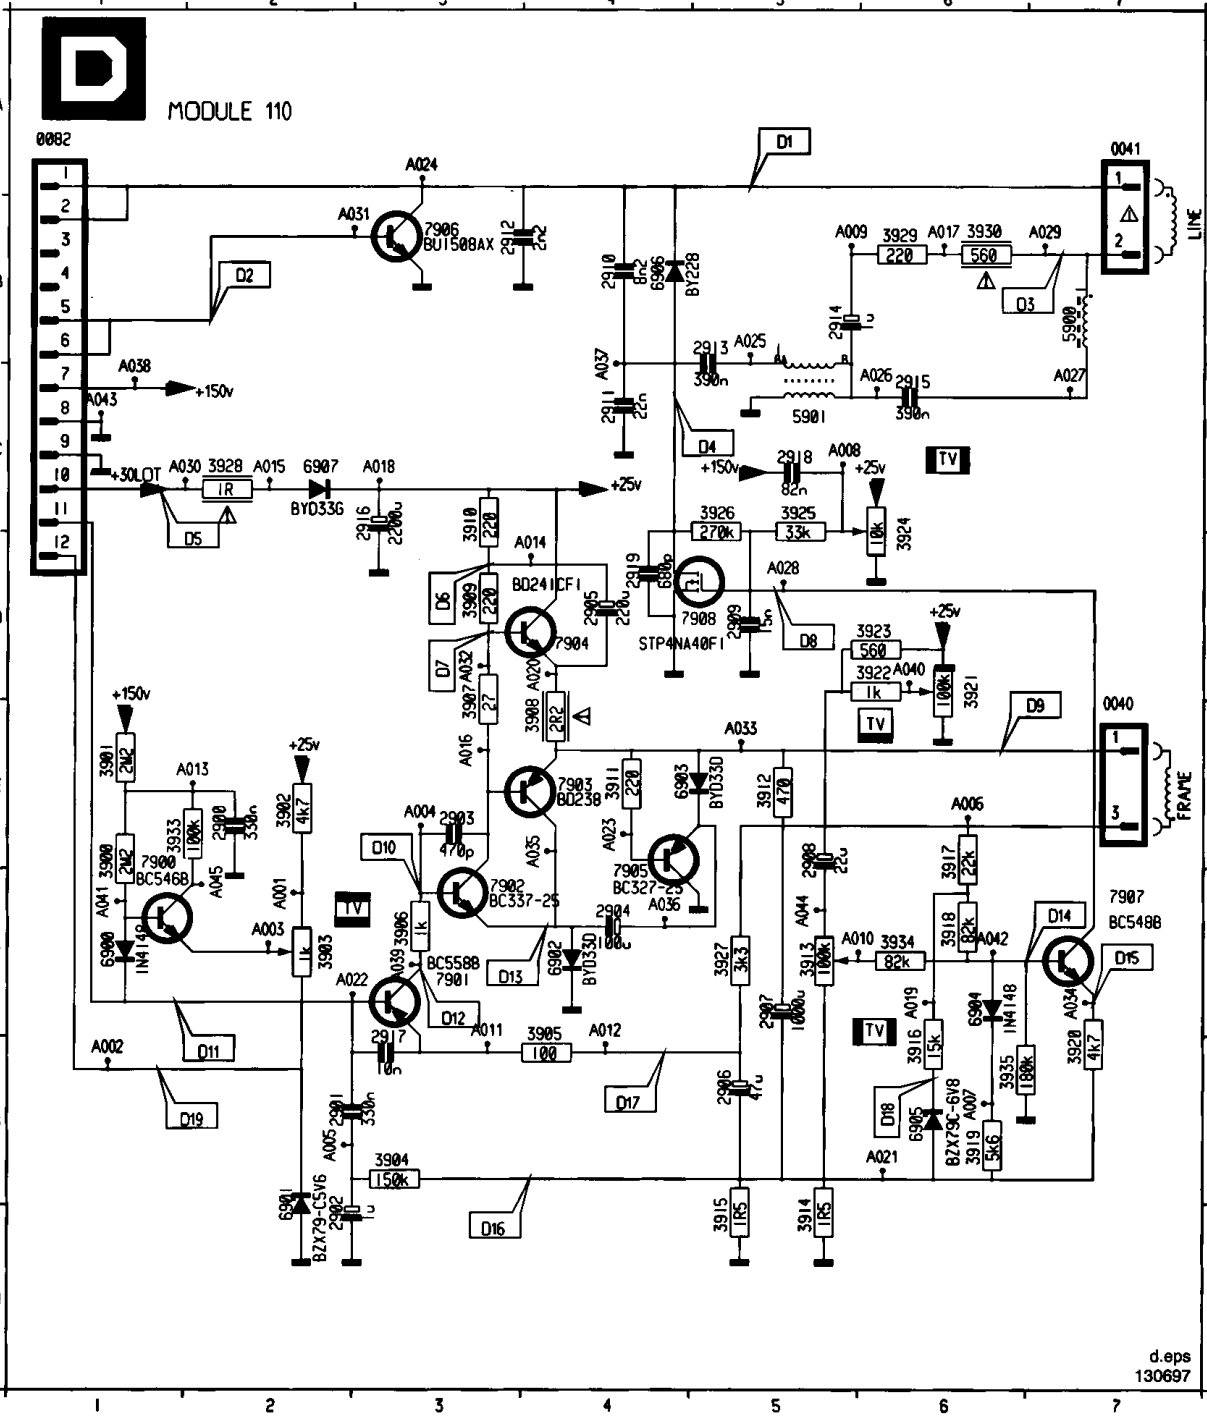 1 2 3 4 5 6 7
D
MODULE 110
0082
1
2
3
4
5
6
7
8
9
10
11
12
A024
A031
7906
BU1508AX
2912
2n2
D1
D2
2910
8n2
6906
BY228
A009
3929
220
A017
3930
560
A029
0041
1
2
LINE
D3
2914
5900
A038
+150v
A043
A037
2911
22n
2913
390n
A025
5901
A026
2915
390n
A027
D4
TV
+30LOT
A030
3928
1R
A015
6907
BYD33G
A018
+25v
D5
2916
2200u
3910
220
+150v
2918
82n
A008
+25v
3926
270k
3925
33k
10k
3924
A014
D6
3909
220
BD241CF1
7904
2905
220u
2919
680p
7908
STP4NA40F1
2909
A028
D8
D7
A032
3907
27
A020
3908
2R2
A016
3923
560
3922
1k
A040
+25v
100k
3921
TV
D9
0040
1
3
FRAME
A033
+150v
3901
2M2
A013
3933
100k
2900
330n
+25v
3902
4k7
3900
2M2
7900
BC546B
A045
A041
6900
1N4148
A001
A003
1k
3903
TV
7903
BD238
A035
A004
2903
470p
D10
7902
BC337-25
3906
1k
A039
BC558B
7901
D12
D13
3911
220
6903
BYD33D
A023
7905
BC327-25
A036
2904
100u
6902
BYD33D
3912
470
2908
22u
A044
3913
100k
A010
3934
82k
3927
3k3
2907
1000u
A006
3917
22k
3918
82k
A042
D14
7907
BC548B
D15
A034
A019
3916
15k
TV
6904
1N4148
3935
180k
3920
4k7
A022
2917
10n
A011
3905
100
A012
D11
A002
D19
D17
2906
47u
2901
330n
A005
3904
150k
2902
6901
BZX79-C5V6
D16
3915
1R5
3914
1R5
A021
D18
6905
BZX79C-6V8
A007
3919
5k6
d.eps
130697
1 2 3 4 5 6 7